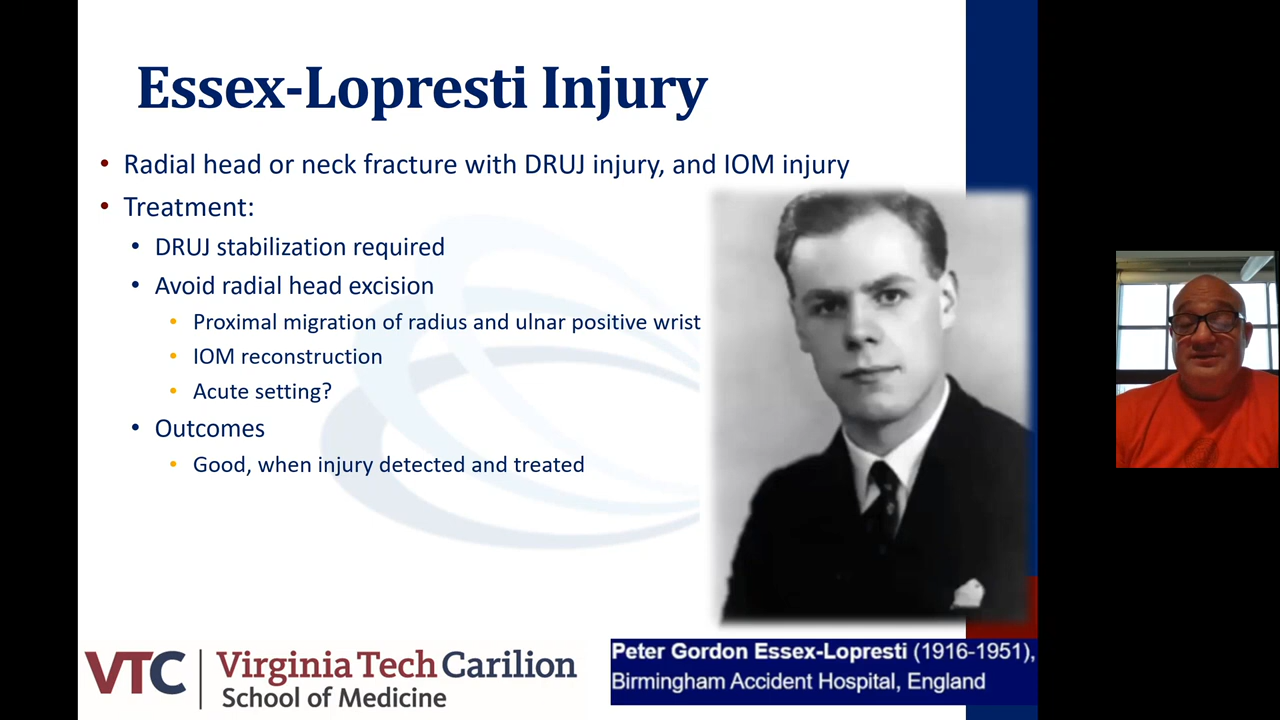 Essex-Lopresti Injury
• Radial head or neck fracture with DRUJ injury, and IOM injury
• Treatment:
• DRUJ stabilization required
• Avoid radial head excision
• Proximal migration of radius and ulnar positive wrist
• IOM reconstruction
• Acute setting?
• Outcomes
• Good, when injury detected and treated
VTC Virginia Tech Carilion
School of Medicine
Peter Gordon Essex-Lopresti (1916-1951),
Birmingham Accident Hospital, England